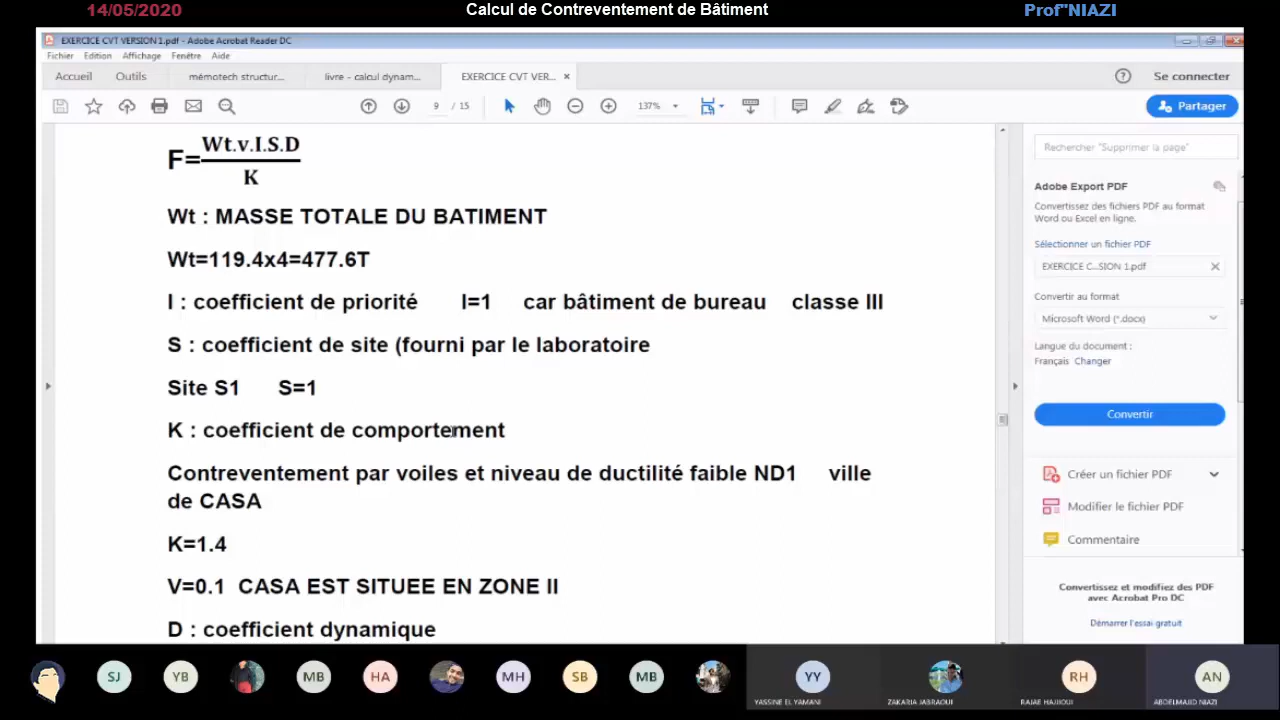 14/05/2020 Calcul de Contreventement de Bâtiment Prof"NIAZI
EXERCICE CVT VERSION 1.pdf - Adobe Acrobat Reader DC
Fichier Edition Affichage Fenêtre Aide
Accueil Outils mémotech structur... livre - calcul dynam... EXERCICE CVT VER... × Se connecter
9 / 15 137% Partager
F=Wt.v.I.S.D
K
Wt : MASSE TOTALE DU BATIMENT
Wt=119.4x4=477.6T
I : coefficient de priorité I=1 car bâtiment de bureau classe III
S : coefficient de site (fourni par le laboratoire
Site S1 S=1
K : coefficient de comportement
Contreventement par voiles et niveau de ductilité faible ND1 ville
de CASA
K=1.4
V=0.1 CASA EST SITUEE EN ZONE II
D : coefficient dynamique
Rechercher "Supprimer la page"
Adobe Export PDF
Convertissez des fichiers PDF au format
Word ou Excel en ligne.
Sélectionner un fichier PDF
EXERCICE C...SION 1.pdf ×
Convertir au format
Microsoft Word (*.docx)
Langue du document :
Français Changer
Convertir
Créer un fichier PDF
Modifier le fichier PDF
Commentaire
Convertissez et modifiez des PDF
avec Acrobat Pro DC
Démarrer l'essai gratuit
SJ YB MB HA MH SB MB YY RH AN
YASSINE EL YAMANI ZAKARIA JABRAOUI RAJAE HAJJIOUI ABDELMAJID NIAZI